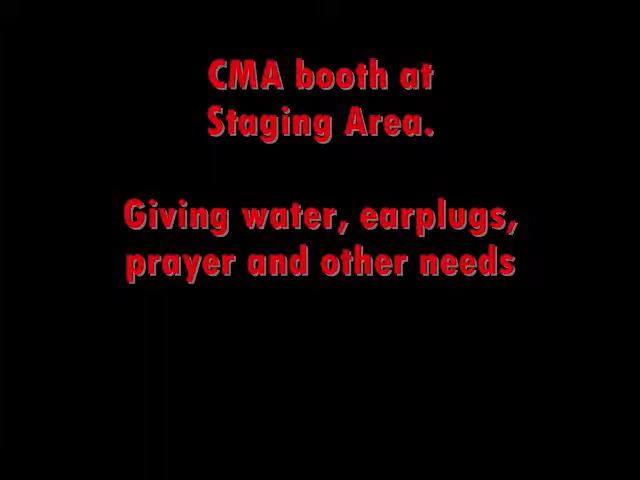 CMA booth at
Staging Area.
Giving water, earplugs,
prayer and other needs